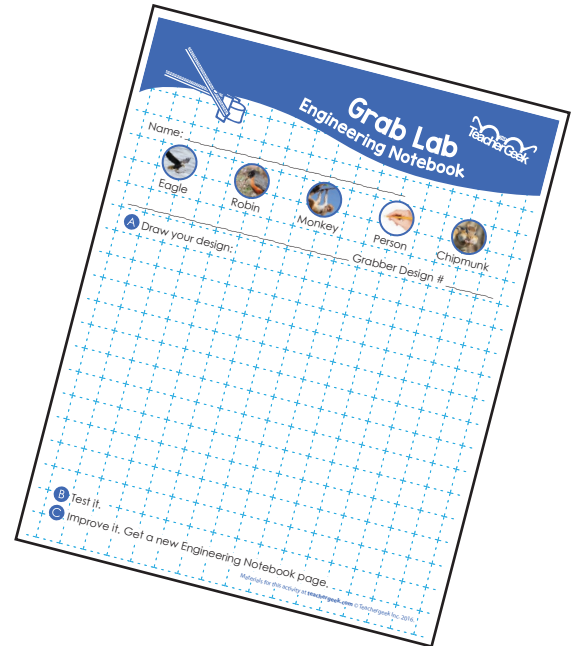 Grab Lab
Engineering Notebook
TeacherGeek
Name:
Eagle
Robin
Monkey
Person
Chipmunk
Grabber Design #
A Draw your design:
B Test it.
C Improve it. Get a new Engineering Notebook page.
Materials for this activity at teachergeek.com © Teachergeek Inc. 2016.